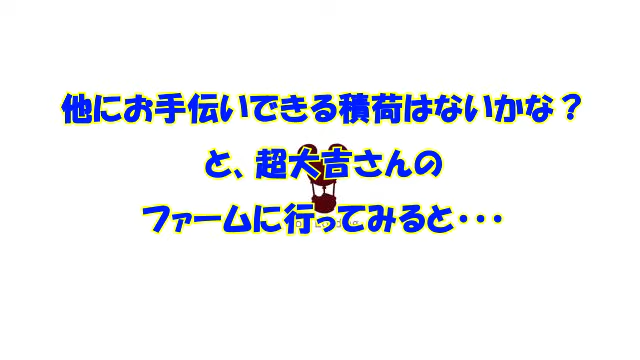 他にお手伝いできる積荷はないかな？
と、超大吉さんの
ファームに行ってみると･･･